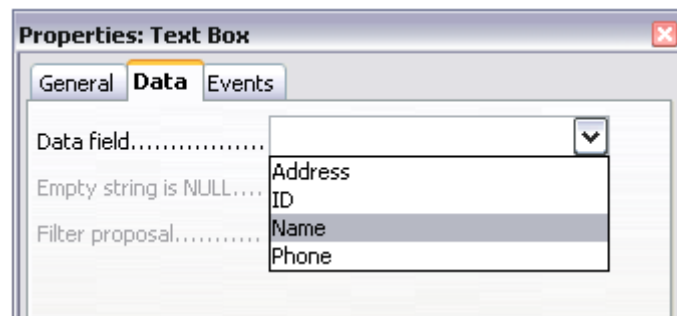 Properties: Text Box
General Data Events
Data field.................
Address
Empty string is NULL....
ID
Filter proposal...........
Name
Phone